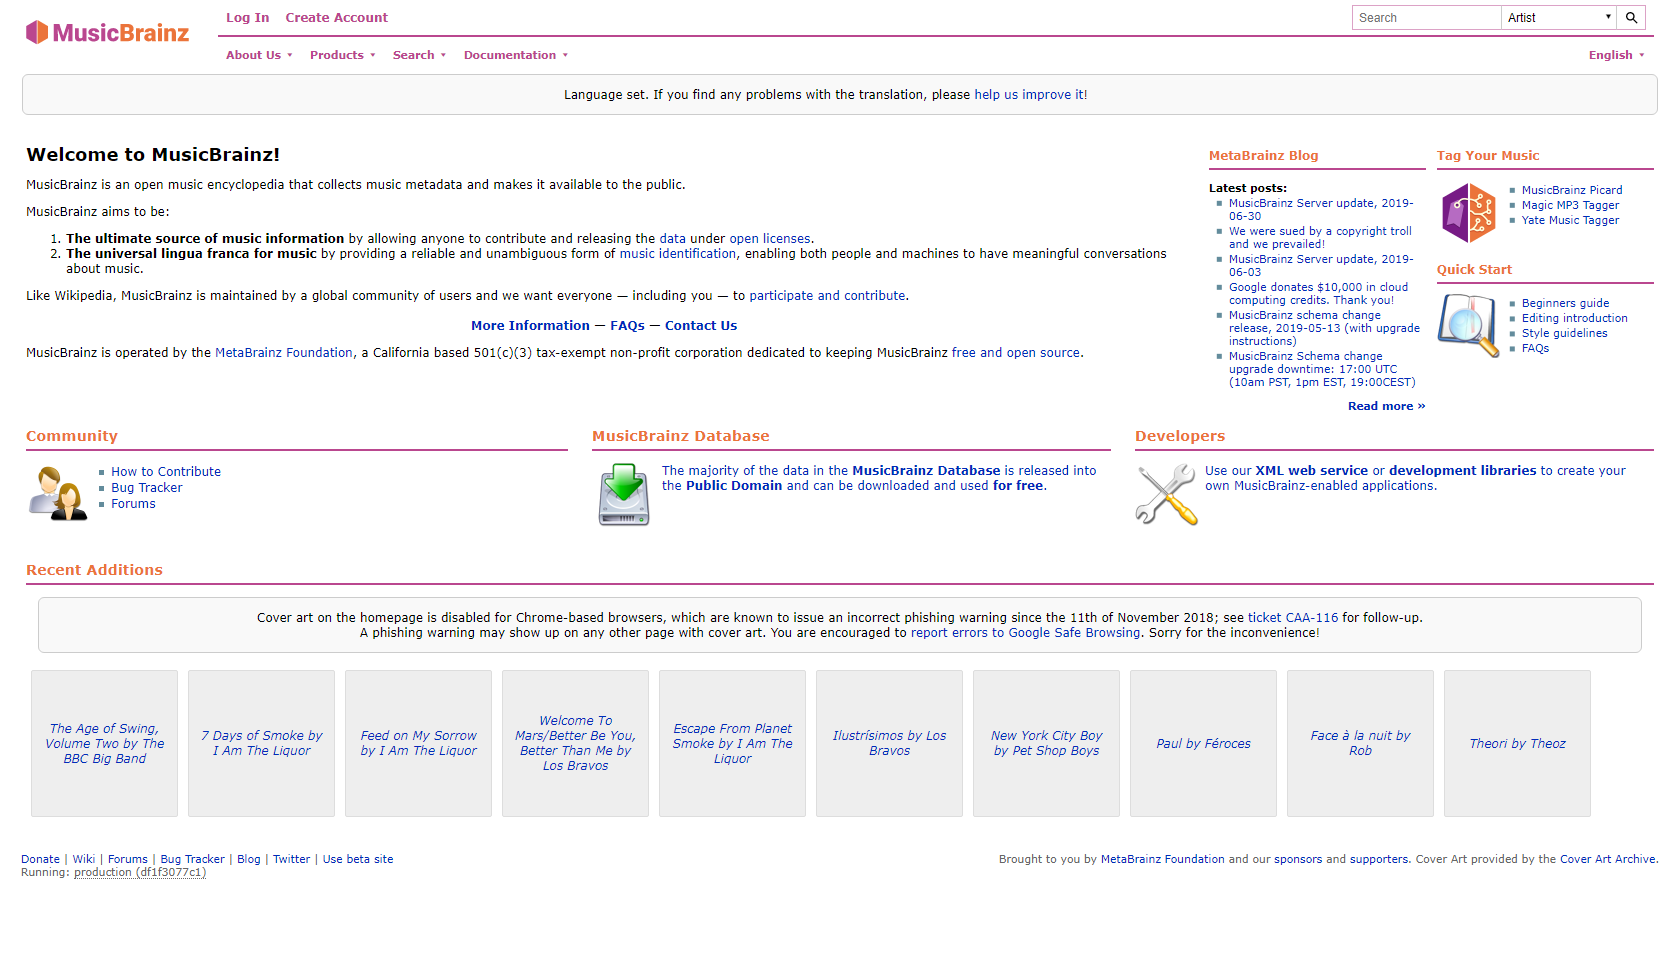 MusicBrainz
Log In Create Account
Search Artist
About Us Products Search Documentation
English
Language set. If you find any problems with the translation, please help us improve it!
Welcome to MusicBrainz!
MusicBrainz is an open music encyclopedia that collects music metadata and makes it available to the public.
MusicBrainz aims to be:
1. The ultimate source of music information by allowing anyone to contribute and releasing the data under open licenses.
2. The universal lingua franca for music by providing a reliable and unambiguous form of music identification, enabling both people and machines to have meaningful conversations
about music.
Like Wikipedia, MusicBrainz is maintained by a global community of users and we want everyone — including you — to participate and contribute.
More Information — FAQs — Contact Us
MusicBrainz is operated by the MetaBrainz Foundation, a California based 501(c)(3) tax-exempt non-profit corporation dedicated to keeping MusicBrainz free and open source.
MetaBrainz Blog
Latest posts:
MusicBrainz Server update, 2019-
06-30
We were sued by a copyright troll
and we prevailed!
MusicBrainz Server update, 2019-
06-03
Google donates $10,000 in cloud
computing credits. Thank you!
MusicBrainz schema change
release, 2019-05-13 (with upgrade
instructions)
MusicBrainz Schema change
upgrade downtime: 17:00 UTC
(10am PST, 1pm EST, 19:00CEST)
Read more »
Tag Your Music
MusicBrainz Picard
Magic MP3 Tagger
Yate Music Tagger
Quick Start
Beginners guide
Editing introduction
Style guidelines
FAQs
Community
How to Contribute
Bug Tracker
Forums
MusicBrainz Database
The majority of the data in the MusicBrainz Database is released into
the Public Domain and can be downloaded and used for free.
Developers
Use our XML web service or development libraries to create your
own MusicBrainz-enabled applications.
Recent Additions
Cover art on the homepage is disabled for Chrome-based browsers, which are known to issue an incorrect phishing warning since the 11th of November 2018; see ticket CAA-116 for follow-up.
A phishing warning may show up on any other page with cover art. You are encouraged to report errors to Google Safe Browsing. Sorry for the inconvenience!
The Age of Swing,
Volume Two by The
BBC Big Band
7 Days of Smoke by
I Am The Liquor
Feed on My Sorrow
by I Am The Liquor
Welcome To
Mars/Better Be You,
Better Than Me by
Los Bravos
Escape From Planet
Smoke by I Am The
Liquor
Ilustrísimos by Los
Bravos
New York City Boy
by Pet Shop Boys
Paul by Féroces
Face à la nuit by
Rob
Theori by Theoz
Donate | Wiki | Forums | Bug Tracker | Blog | Twitter | Use beta site
Running: production (df1f3077c1)
Brought to you by MetaBrainz Foundation and our sponsors and supporters. Cover Art provided by the Cover Art Archive.